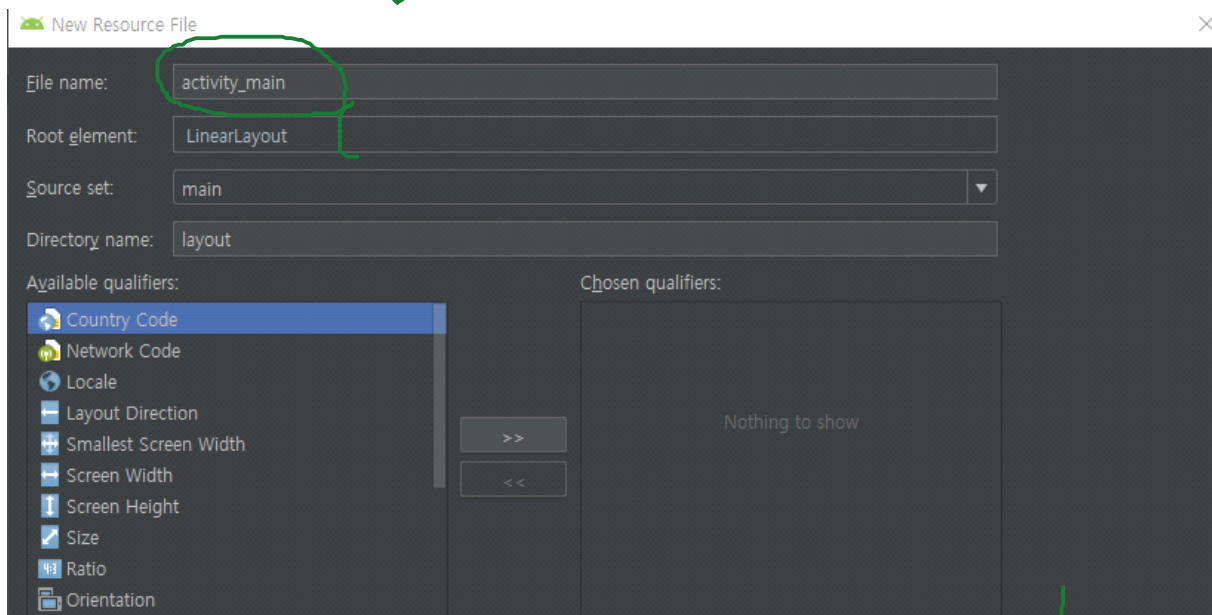 New Resource File
File name: activity_main
Root element: LinearLayout
Source set: main
Directory name: layout
Available qualifiers: Chosen qualifiers:
Country Code
Network Code
Locale
Layout Direction
Smallest Screen Width
Screen Width
Screen Height
Size
Ratio
Orientation
>>
<<
Nothing to show